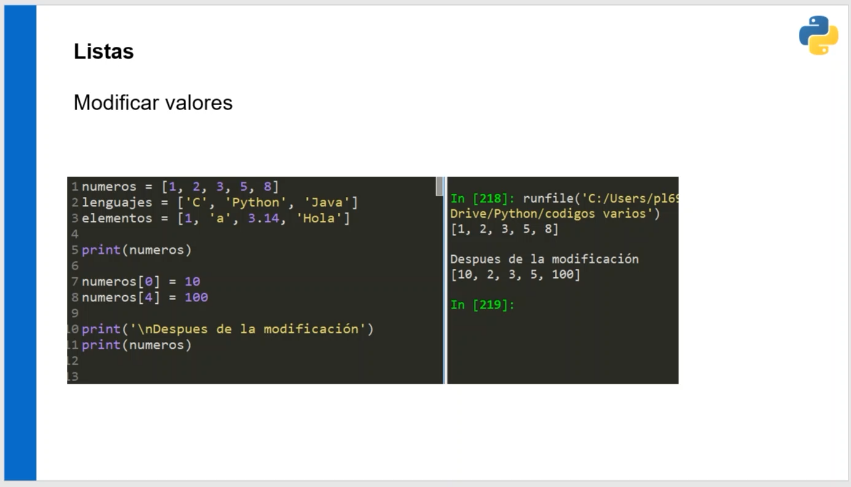 Listas
Modificar valores
1 numeros = [1, 2, 3, 5, 8]
2 lenguajes = ['C', 'Python', 'Java']
3 elementos = [1, 'a', 3.14, 'Hola']
4
5 print(numeros)
6
7 numeros[0] = 10
8 numeros[4] = 100
9
10 print('\nDespues de la modificación')
11 print(numeros)
12
13
In [218]: runfile('C:/Users/pl69
Drive/Python/codigos varios')
[1, 2, 3, 5, 8]
Despues de la modificación
[10, 2, 3, 5, 100]
In [219]: